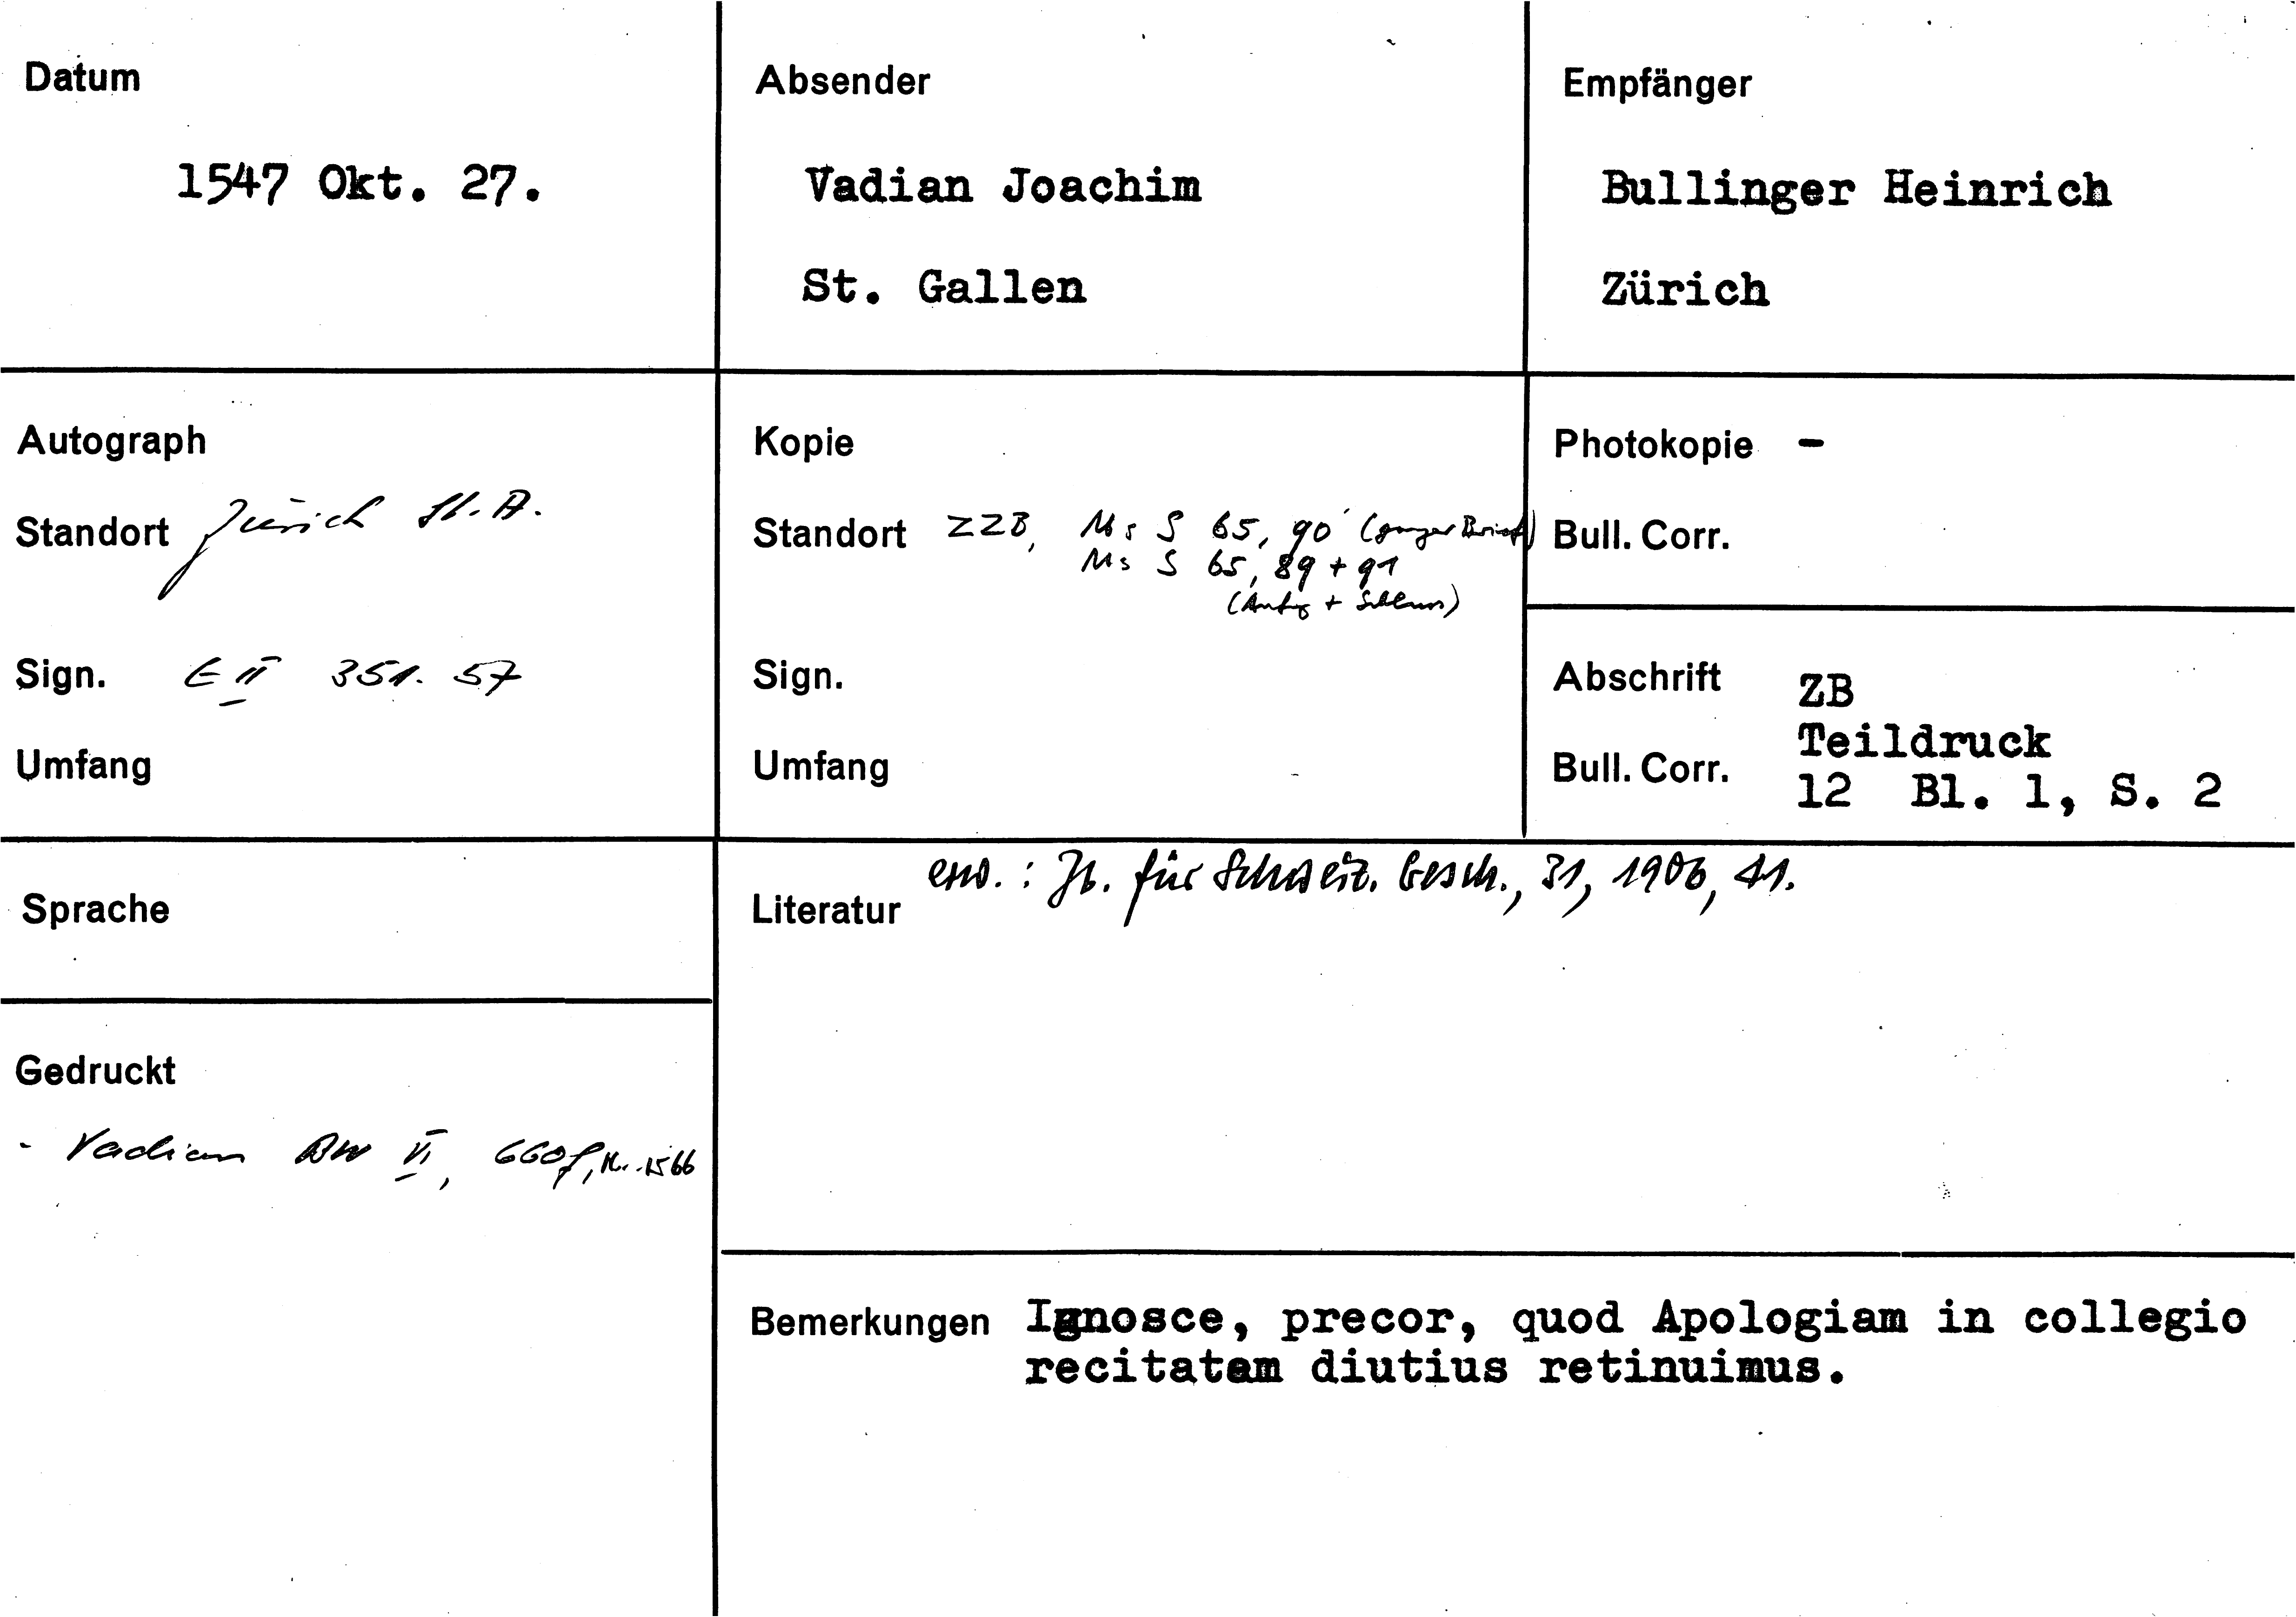 Datum
1547 Okt. 27.
Absender
Vadian Joachim
St. Gallen
Empfänger
Bullinger Heinrich
Zürich
Autograph
Standort Zürich St. A.
Sign. E II 351. 57
Umfang
Kopie
Standort ZZB, Ms S 65, 90 (ganzer Brief)
Ms S 65, 89 + 91
(Anfg + Schluss)
Sign.
Umfang
Photokopie -
Bull. Corr.
Abschrift ZB
Teildruck
Bull. Corr. 12 Bl. 1, S. 2
Sprache
Gedruckt
- Vadian BW VI, 660f, Nr. 1566
Literatur erw.: Jb. für Schweiz. Gesch., 31, 1906, 41.
Bemerkungen Ignosce, precor, quod Apologiam in collegio
recitatam diutius retinuimus.